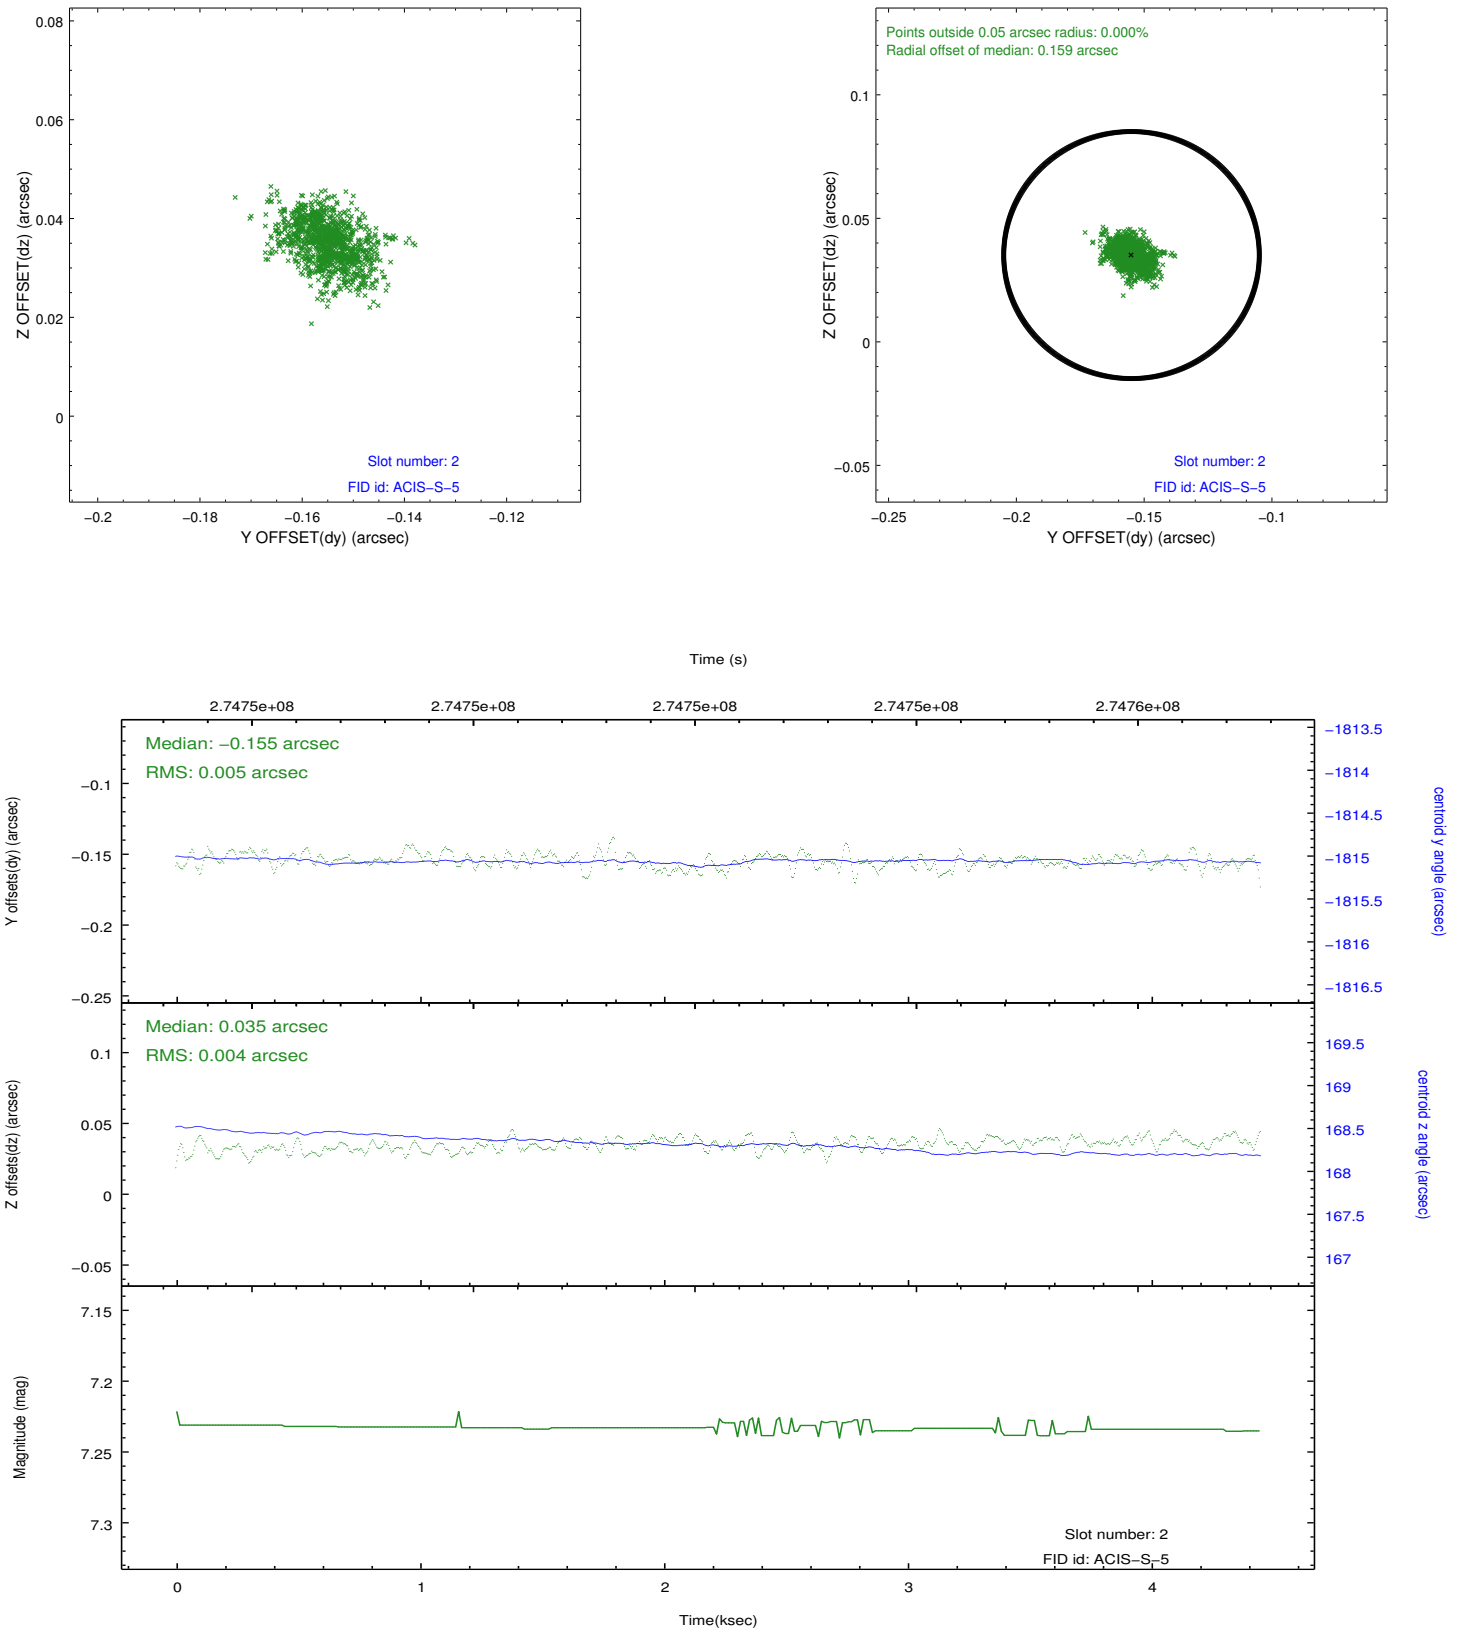 0.08
0.06
0.04
0.02
0
Z OFFSET(dz) (arcsec)
Slot number: 2
FID id: ACIS−S−5
−0.2 −0.18 −0.16 −0.14 −0.12
Y OFFSET(dy) (arcsec)
Points outside 0.05 arcsec radius: 0.000%
Radial offset of median: 0.159 arcsec
0.1
0.05
0
−0.05
Z OFFSET(dz) (arcsec)
Slot number: 2
FID id: ACIS−S−5
−0.25 −0.2 −0.15 −0.1
Y OFFSET(dy) (arcsec)
Time (s)
2.7475e+08 2.7475e+08 2.7475e+08 2.7475e+08 2.7476e+08
Median: −0.155 arcsec
RMS: 0.005 arcsec
−0.1
−0.15
−0.2
−0.25
Y offsets(dy) (arcsec)
−1813.5
−1814
−1814.5
−1815
−1815.5
−1816
−1816.5
centroid y angle (arcsec)
Median: 0.035 arcsec
RMS: 0.004 arcsec
0.1
0.05
0
−0.05
Z offsets(dz) (arcsec)
169.5
169
168.5
168
167.5
167
centroid z angle (arcsec)
7.15
7.2
7.25
7.3
Magnitude (mag)
Slot number: 2
FID id: ACIS−S−5
0 1 2 3 4
Time(ksec)